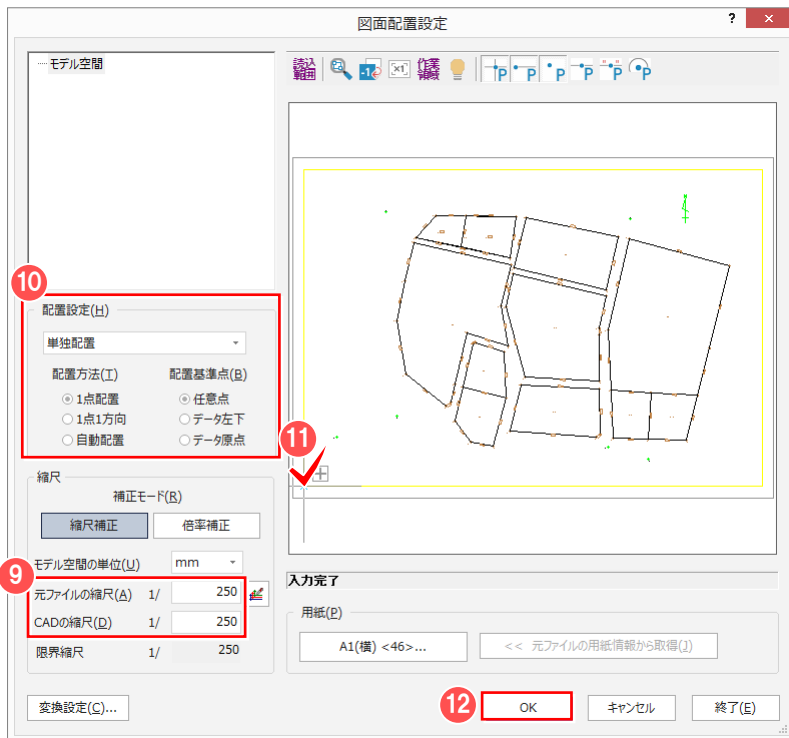 図面配置設定
? ×
モデル空間
読込
範囲
-1
×1
作業
領域
P P P P P P
10
配置設定(H)
単独配置
配置方法(T) 配置基準点(B)
1点配置 任意点
1点1方向 データ左下
自動配置 データ原点
11
縮尺
補正モード(R)
縮尺補正 倍率補正
モデル空間の単位(U) mm
9
元ファイルの縮尺(A) 1/ 250
CADの縮尺(D) 1/ 250
限界縮尺 1/ 250
入力完了
用紙(P)
A1(横) <46>... << 元ファイルの用紙情報から取得(J)
変換設定(C)... 12 OK キャンセル 終了(E)